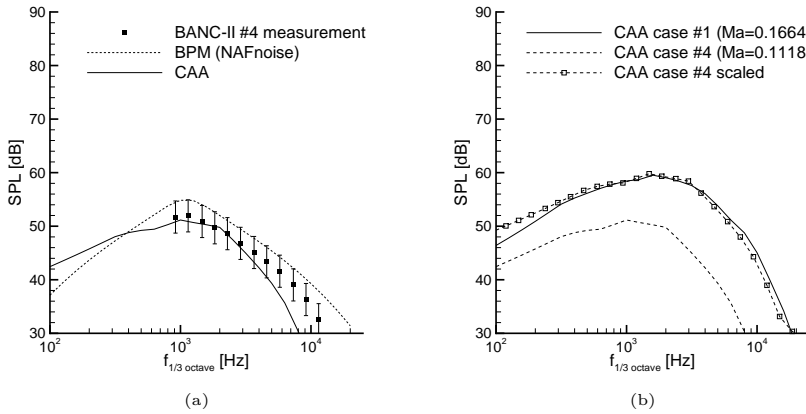 90
80
70
60
50
40
30
SPL [dB]
10²
10³
10⁴
f1/3 octave [Hz]
BANC-II #4 measurement
BPM (NAFnoise)
CAA
(a)
90
80
70
60
50
40
30
SPL [dB]
10²
10³
10⁴
f1/3 octave [Hz]
CAA case #1 (Ma=0.1664
CAA case #4 (Ma=0.1118
CAA case #4 scaled
(b)